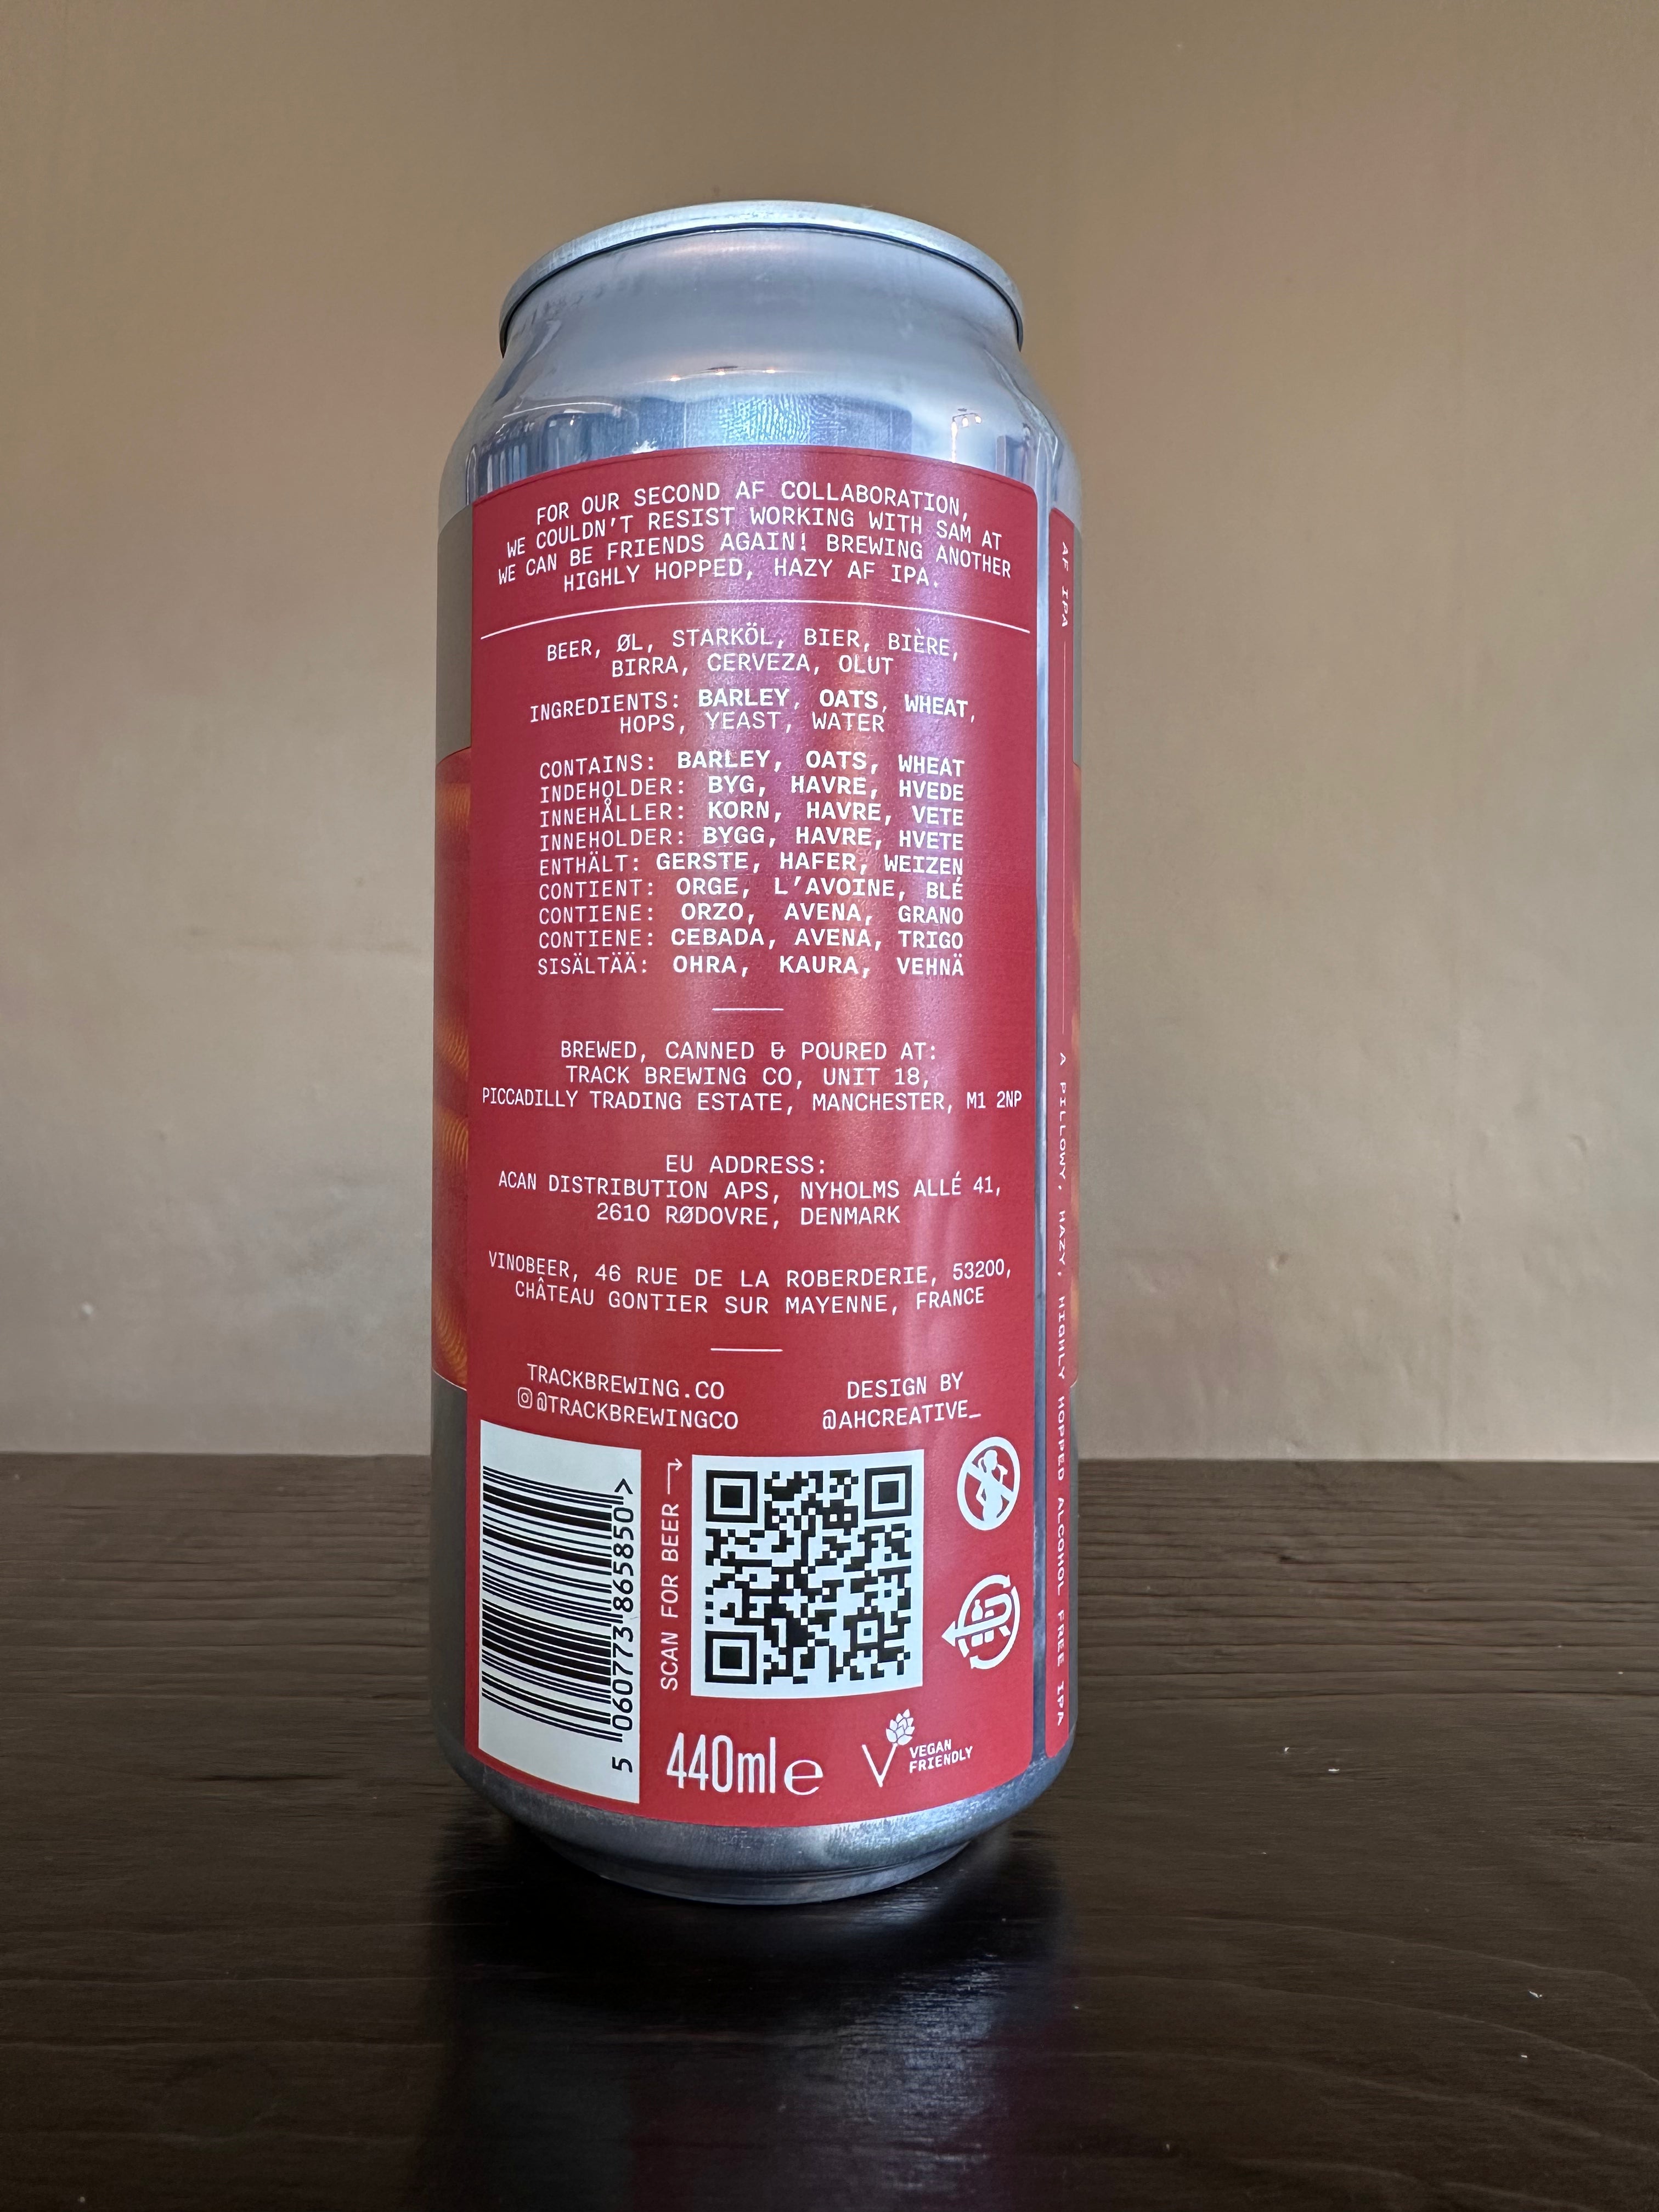 FOR OUR SECOND AF COLLABORATION,
WE COULDN'T RESIST WORKING WITH SAM AT
WE CAN BE FRIENDS AGAIN! BREWING ANOTHER
HIGHLY HOPPED, HAZY AF IPA.
BEER, ØL, STARKÖL, BIER, BIÈRE,
BIRRA, CERVEZA, OLUT
INGREDIENTS: BARLEY, OATS, WHEAT,
HOPS, YEAST, WATER
CONTAINS: BARLEY, OATS, WHEAT
INDEHOLDER: BYG, HAVRE, HVEDE
INNEHÅLLER: KORN, HAVRE, VETE
INNEHOLDER: BYGG, HAVRE, HVETE
ENTHÄLT: GERSTE, HAFER, WEIZEN
CONTIENT: ORGE, L'AVOINE, BLÉ
CONTIENE: ORZO, AVENA, GRANO
CONTIENE: CEBADA, AVENA, TRIGO
SISÄLTÄÄ: OHRA, KAURA, VEHNÄ
BREWED, CANNED & POURED AT:
TRACK BREWING CO, UNIT 18,
PICCADILLY TRADING ESTATE, MANCHESTER, M1 2NP
EU ADDRESS:
ACAN DISTRIBUTION APS, NYHOLMS ALLÉ 41,
2610 RØDOVRE, DENMARK
VINOBEER, 46 RUE DE LA ROBERDERIE, 53200,
CHÂTEAU GONTIER SUR MAYENNE, FRANCE
TRACKBREWING.CO
@TRACKBREWINGCO
DESIGN BY
@AHCREATIVE_
5 060773 865850 >
SCAN FOR BEER
440ml e
VEGAN
FRIENDLY
AF IPA
A PILLOWY, HAZY, HIGHLY HOPPED ALCOHOL FREE IPA